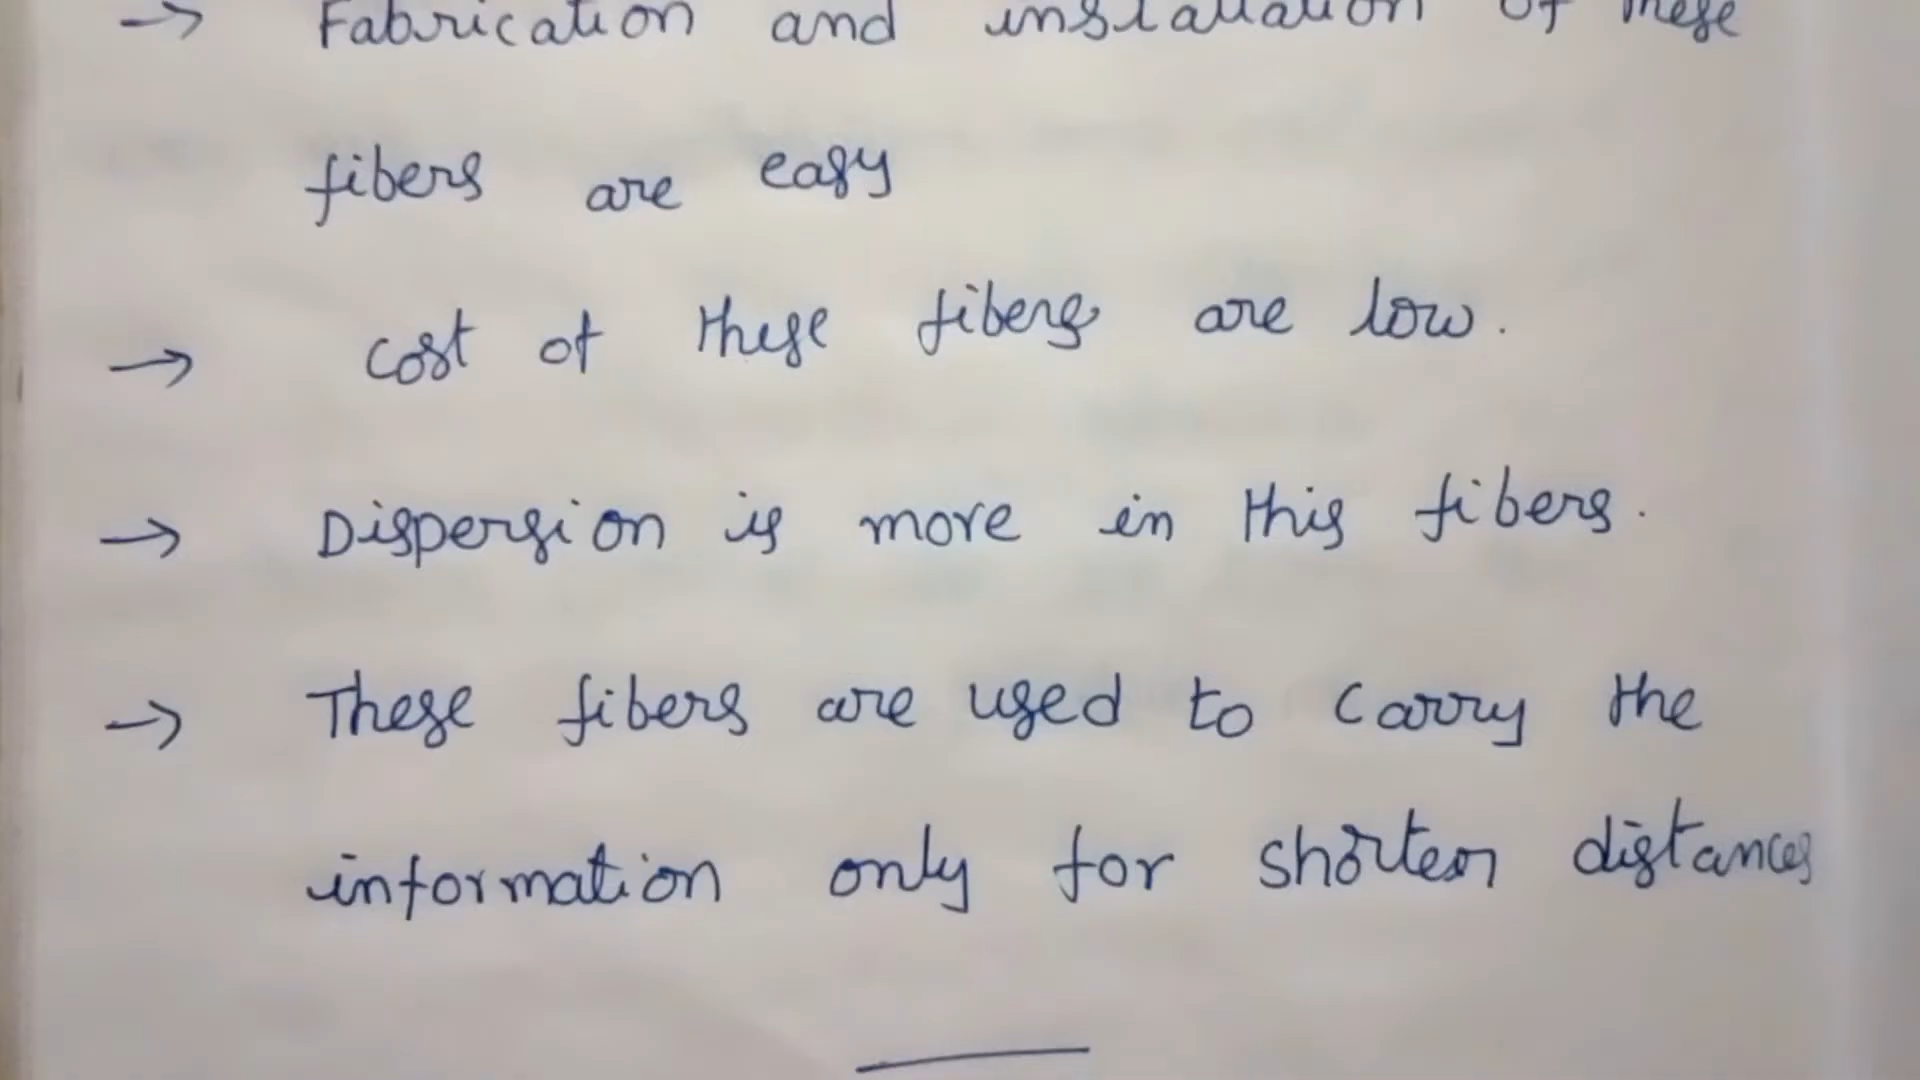 → Fabrication and installation of these
fibers are easy
→ cost of these fibers are low.
→ Dispersion is more in this fibers.
→ These fibers are used to carry the
information only for shorter distances